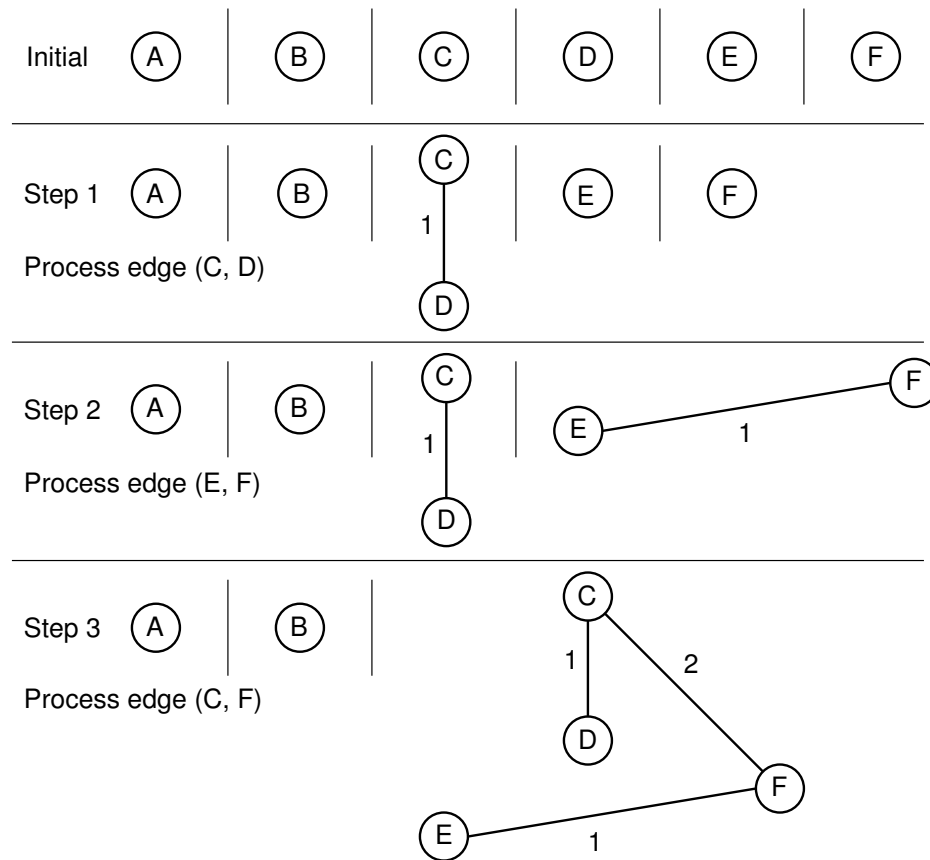 Initial A B C D E F
C
Step 1 A B E F
1
Process edge (C, D)
D
C F
Step 2 A B E
1 1
Process edge (E, F)
D
C
Step 3 A B
1 2
Process edge (C, F)
D
F
E
1